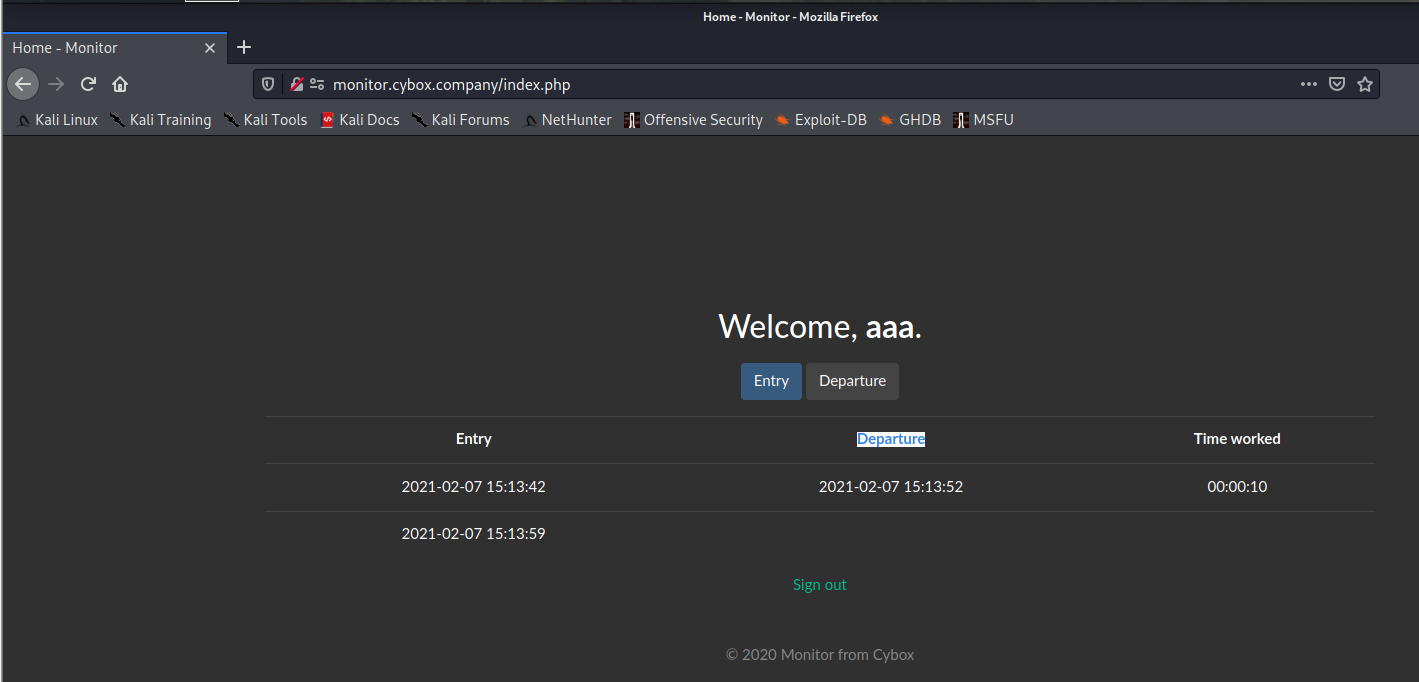 Home - Monitor - Mozilla Firefox
Home - Monitor
monitor.cybox.company/index.php
Kali Linux Kali Training Kali Tools Kali Docs Kali Forums NetHunter Offensive Security Exploit-DB GHDB MSFU
Welcome, aaa.
Entry Departure
Entry Departure Time worked
2021-02-07 15:13:42 2021-02-07 15:13:52 00:00:10
2021-02-07 15:13:59
Sign out
© 2020 Monitor from Cybox